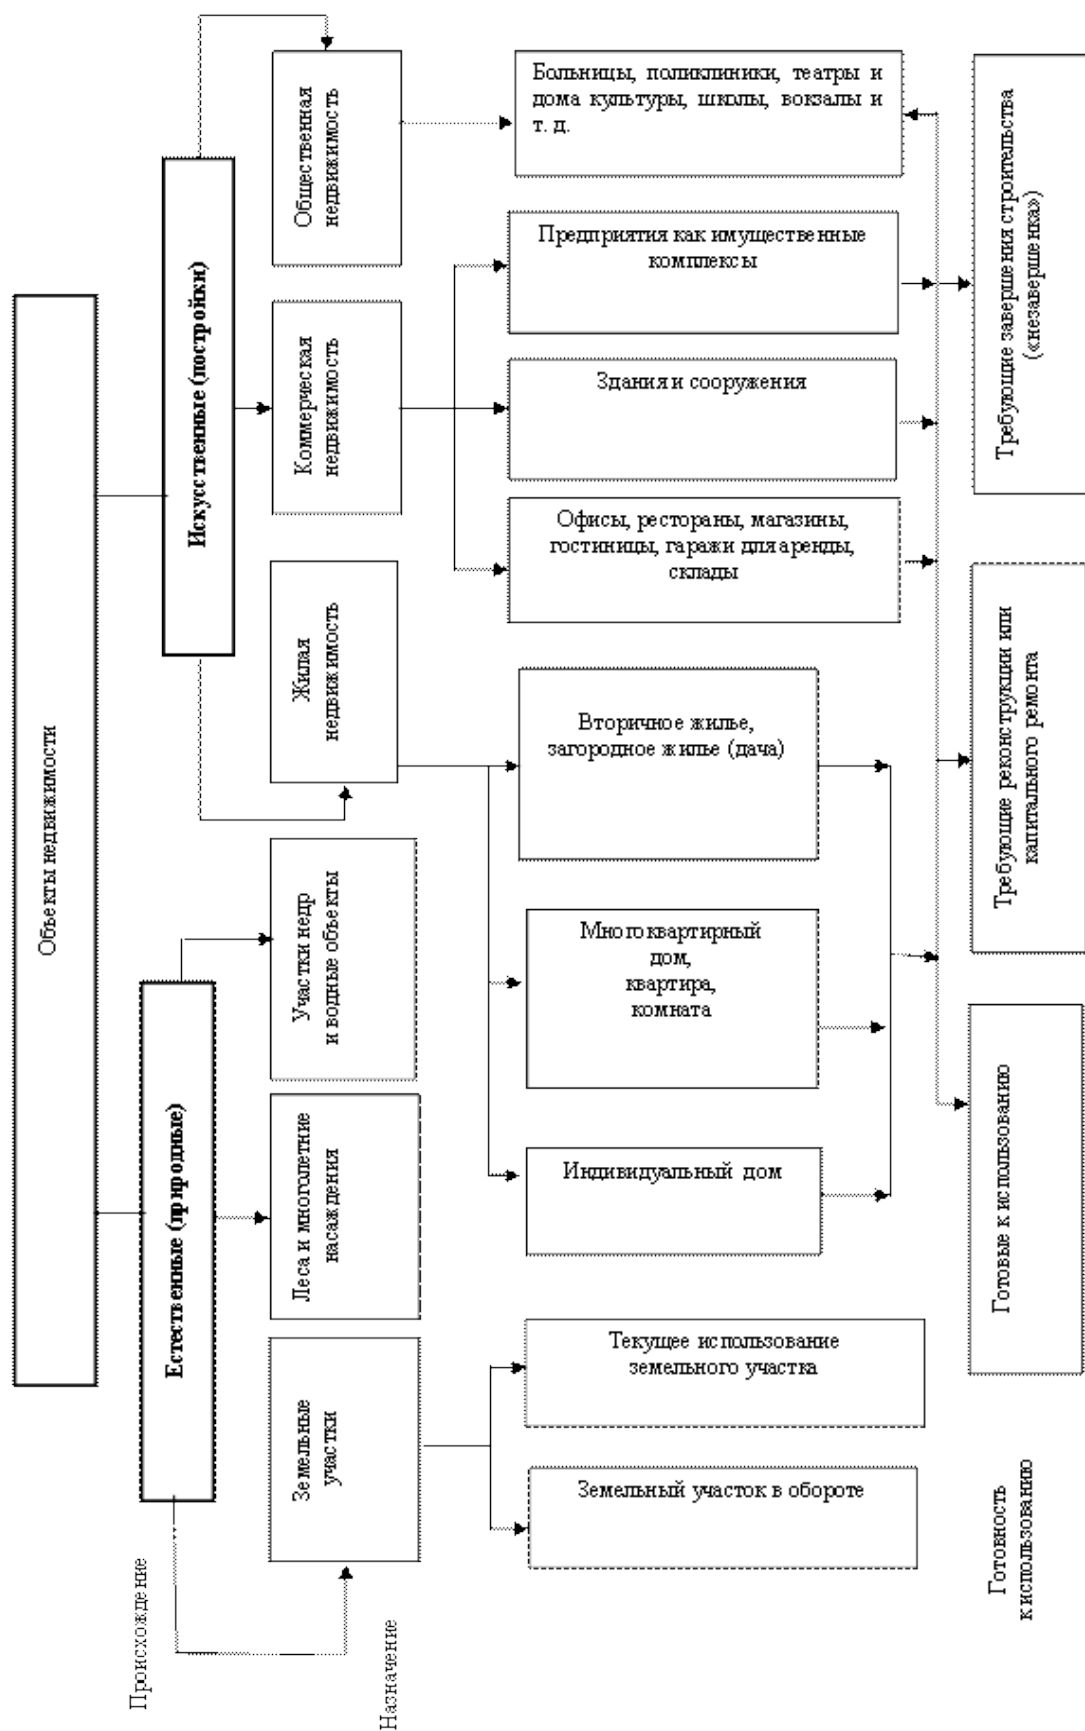 Объекты недвижимости
Происхождение
Естественные (природные)
Искусственные (постройки)
Назначение
Земельные
участки
Леса и многолетние
насаждения
Участки недр
и водные объекты
Жилая
недвижимость
Коммерческая
недвижимость
Общественная
недвижимость
Земельный участок в обороте
Текущее использование
земельного участка
Индивидуальный дом
Многоквартирный
дом,
квартира,
комната
Вторичное жилье,
загородное жилье (дача)
Офисы, рестораны, магазины,
гостиницы, гаражи для аренды,
склады
Здания и сооружения
Предприятия как имущественные
комплексы
Больницы, поликлиники, театры и
дома культуры, школы, вокзалы и
т. д.
Готовность
к использованию
Готовые к использованию
Требующие реконструкции или
капитального ремонта
Требующие завершения строительства
(«незавершенка»)